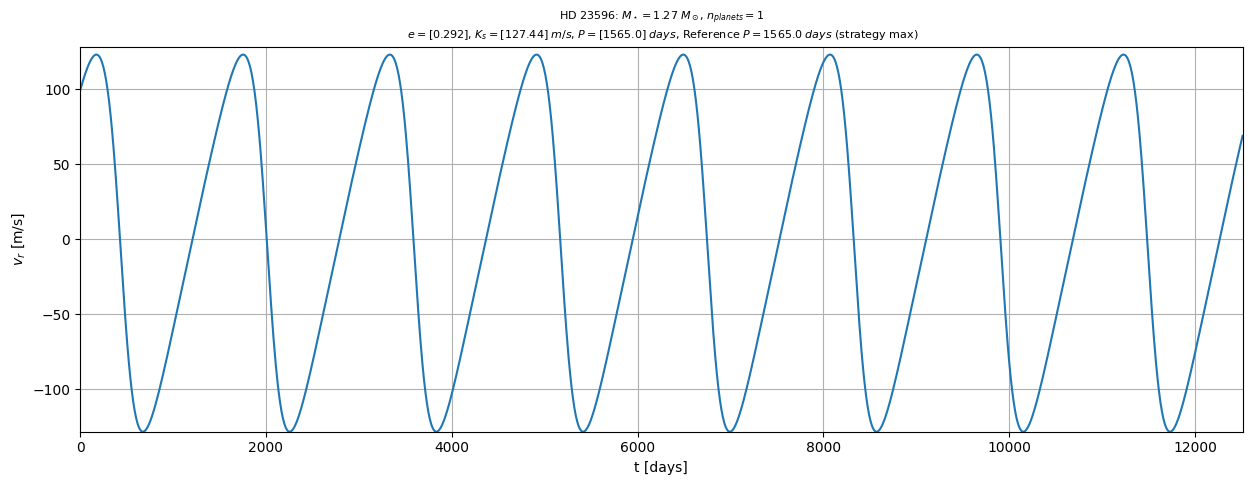 HD 23596: M⋆ = 1.27 M⊙, nplanets = 1
e = [0.292], Ks = [127.44] m/s, P = [1565.0] days, Reference P = 1565.0 days (strategy max)
100
50
0
−50
−100
vr [m/s]
0 2000 4000 6000 8000 10000 12000
t [days]